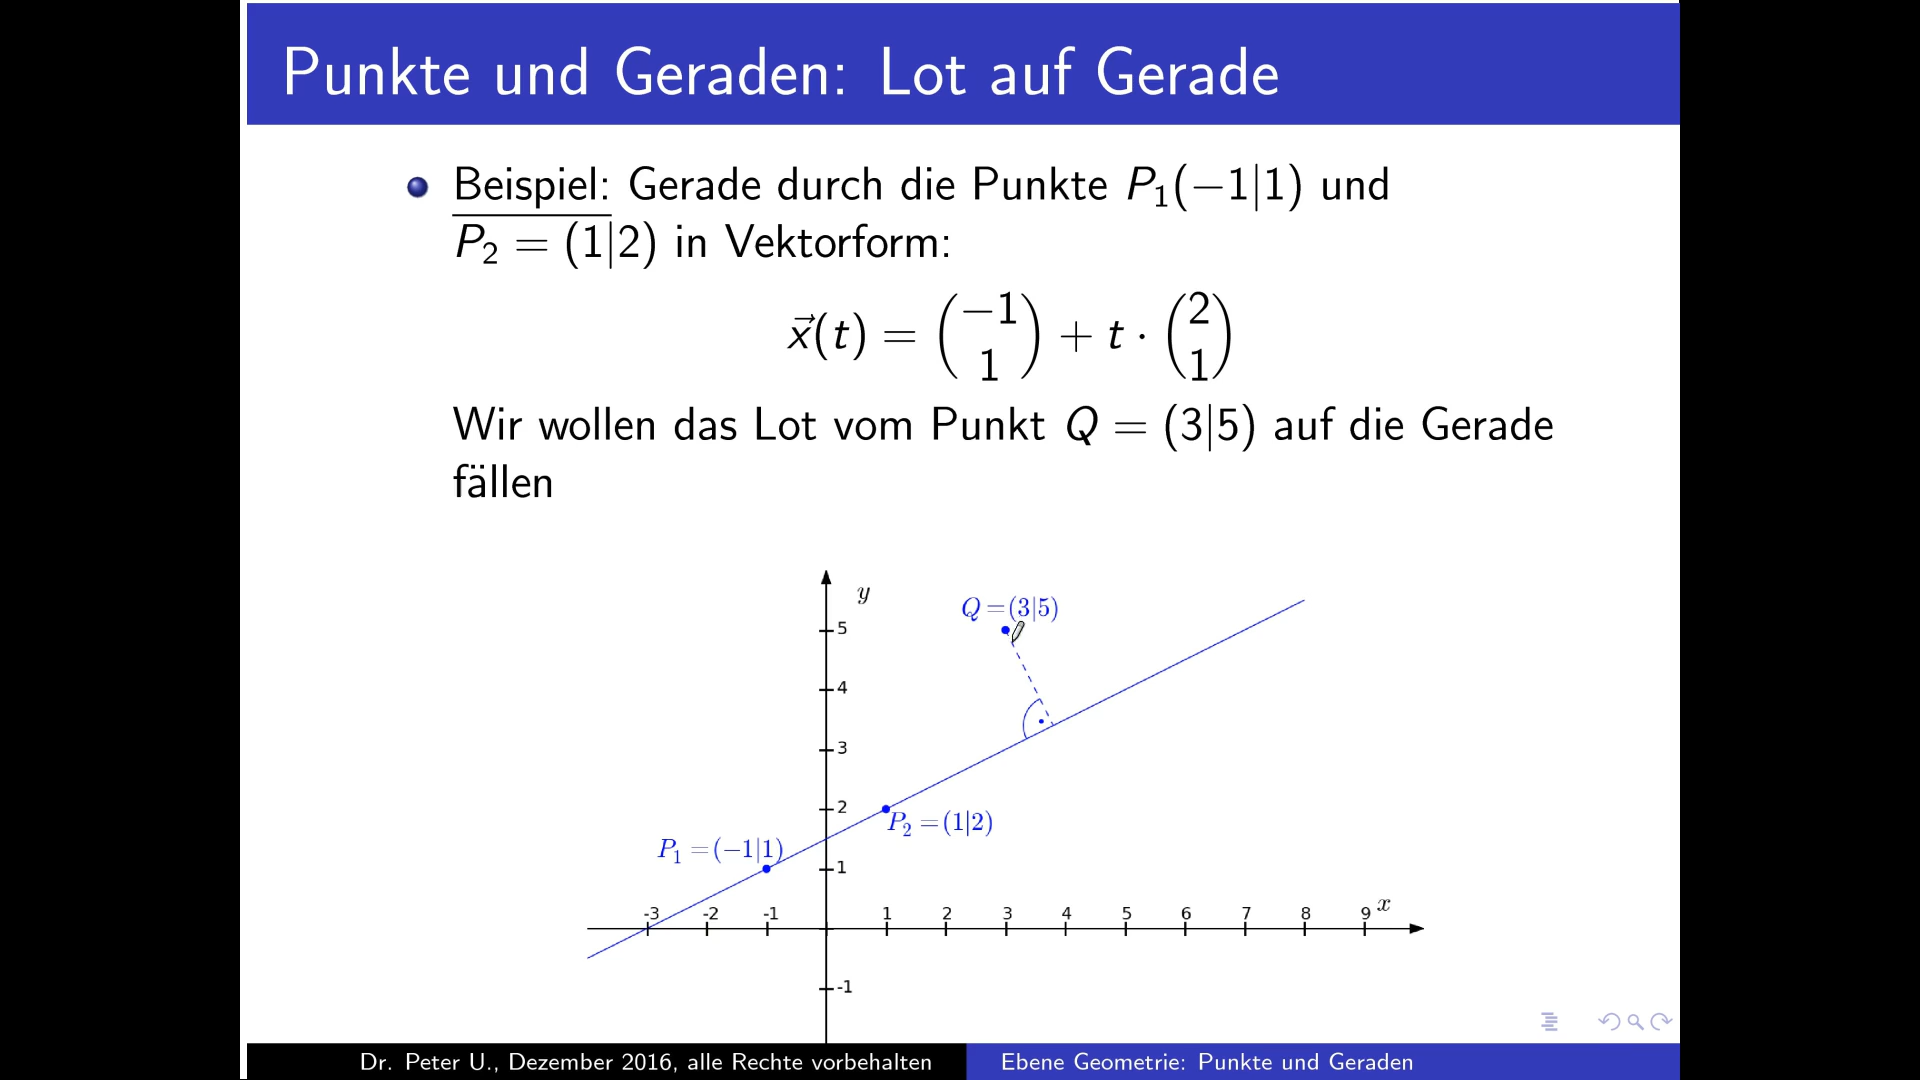 Punkte und Geraden: Lot auf Gerade
Beispiel: Gerade durch die Punkte P₁(−1|1) und
P₂ = (1|2) in Vektorform:
x⃗(t) = (−1 1) + t · (2 1)
Wir wollen das Lot vom Punkt Q = (3|5) auf die Gerade
fällen
y
Q=(3|5)
5
4
3
2
P₂=(1|2)
P₁=(−1|1)
1
-3 -2 -1 1 2 3 4 5 6 7 8 9 x
-1
Dr. Peter U., Dezember 2016, alle Rechte vorbehalten
Ebene Geometrie: Punkte und Geraden